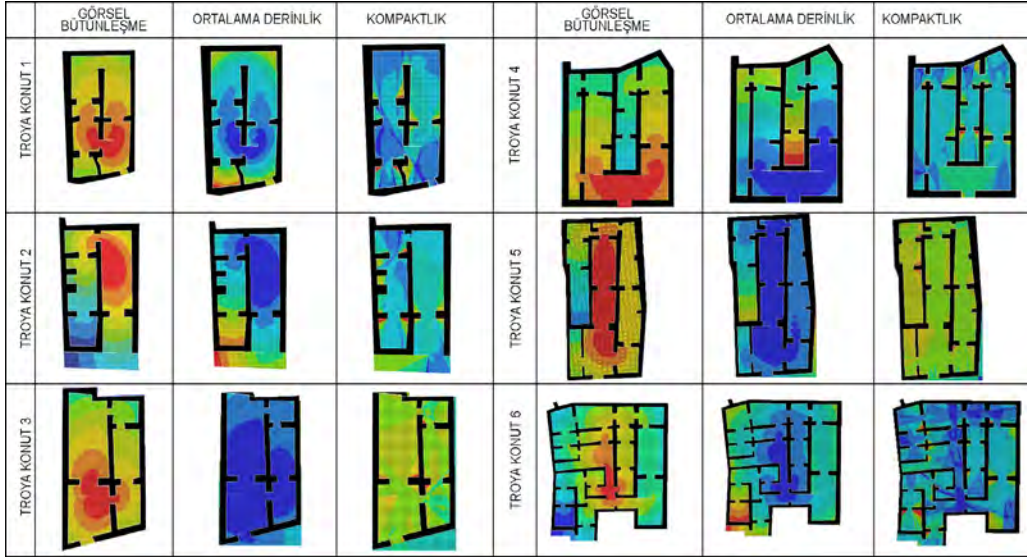 GÖRSEL
BÜTÜNLEŞME
ORTALAMA DERİNLİK
KOMPAKTLIK
GÖRSEL
BÜTÜNLEŞME
ORTALAMA DERİNLİK
KOMPAKTLIK
TROYA KONUT 1
TROYA KONUT 4
TROYA KONUT 2
TROYA KONUT 5
TROYA KONUT 3
TROYA KONUT 6